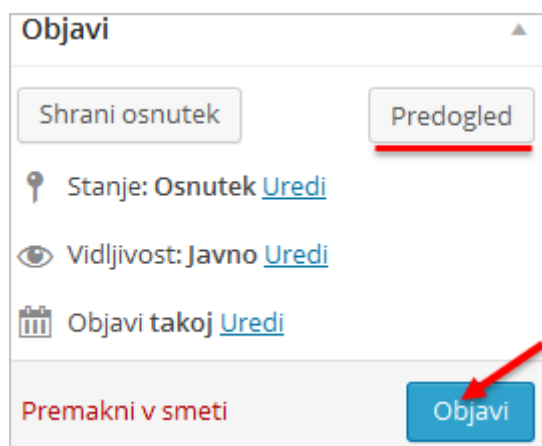 Objavi
Shrani osnutek Predogled
Stanje: Osnutek Uredi
Vidljivost: Javno Uredi
Objavi takoj Uredi
Premakni v smeti Objavi